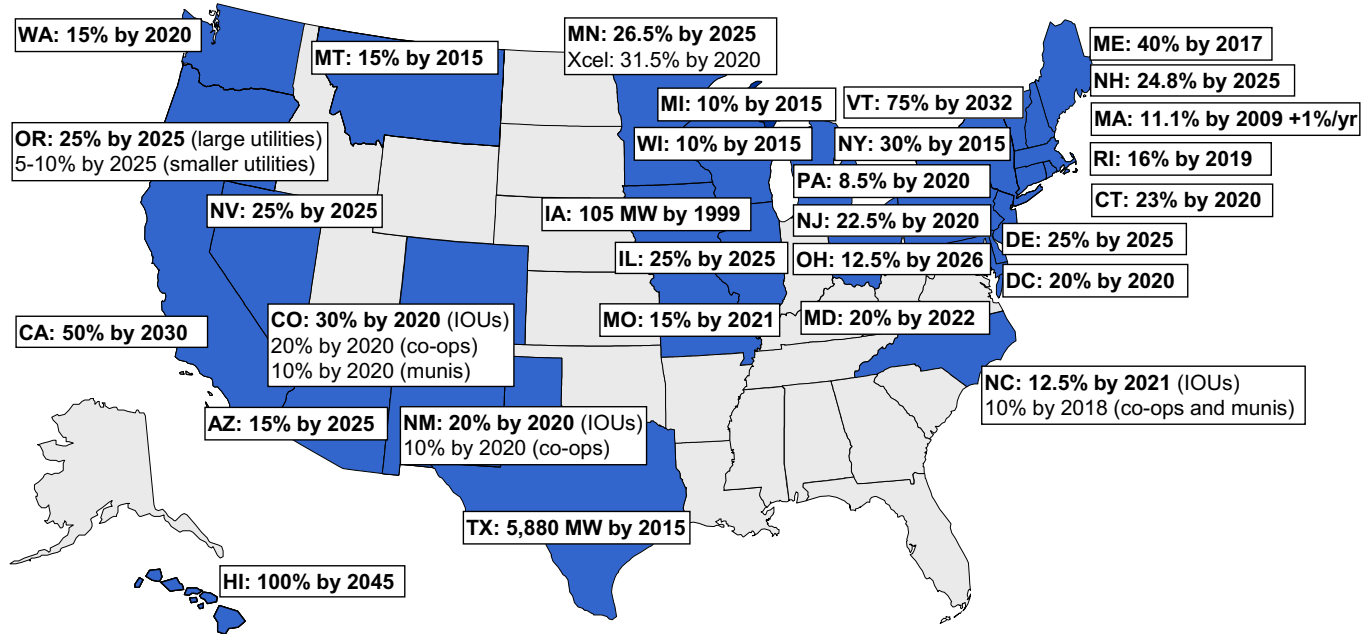 WA: 15% by 2020
MT: 15% by 2015
MN: 26.5% by 2025
Xcel: 31.5% by 2020
ME: 40% by 2017
NH: 24.8% by 2025
MI: 10% by 2015
VT: 75% by 2032
MA: 11.1% by 2009 +1%/yr
OR: 25% by 2025 (large utilities)
5-10% by 2025 (smaller utilities)
WI: 10% by 2015
NY: 30% by 2015
RI: 16% by 2019
PA: 8.5% by 2020
CT: 23% by 2020
NV: 25% by 2025
IA: 105 MW by 1999
NJ: 22.5% by 2020
DE: 25% by 2025
IL: 25% by 2025
OH: 12.5% by 2026
DC: 20% by 2020
CA: 50% by 2030
CO: 30% by 2020 (IOUs)
20% by 2020 (co-ops)
10% by 2020 (munis)
MO: 15% by 2021
MD: 20% by 2022
NC: 12.5% by 2021 (IOUs)
10% by 2018 (co-ops and munis)
AZ: 15% by 2025
NM: 20% by 2020 (IOUs)
10% by 2020 (co-ops)
TX: 5,880 MW by 2015
HI: 100% by 2045